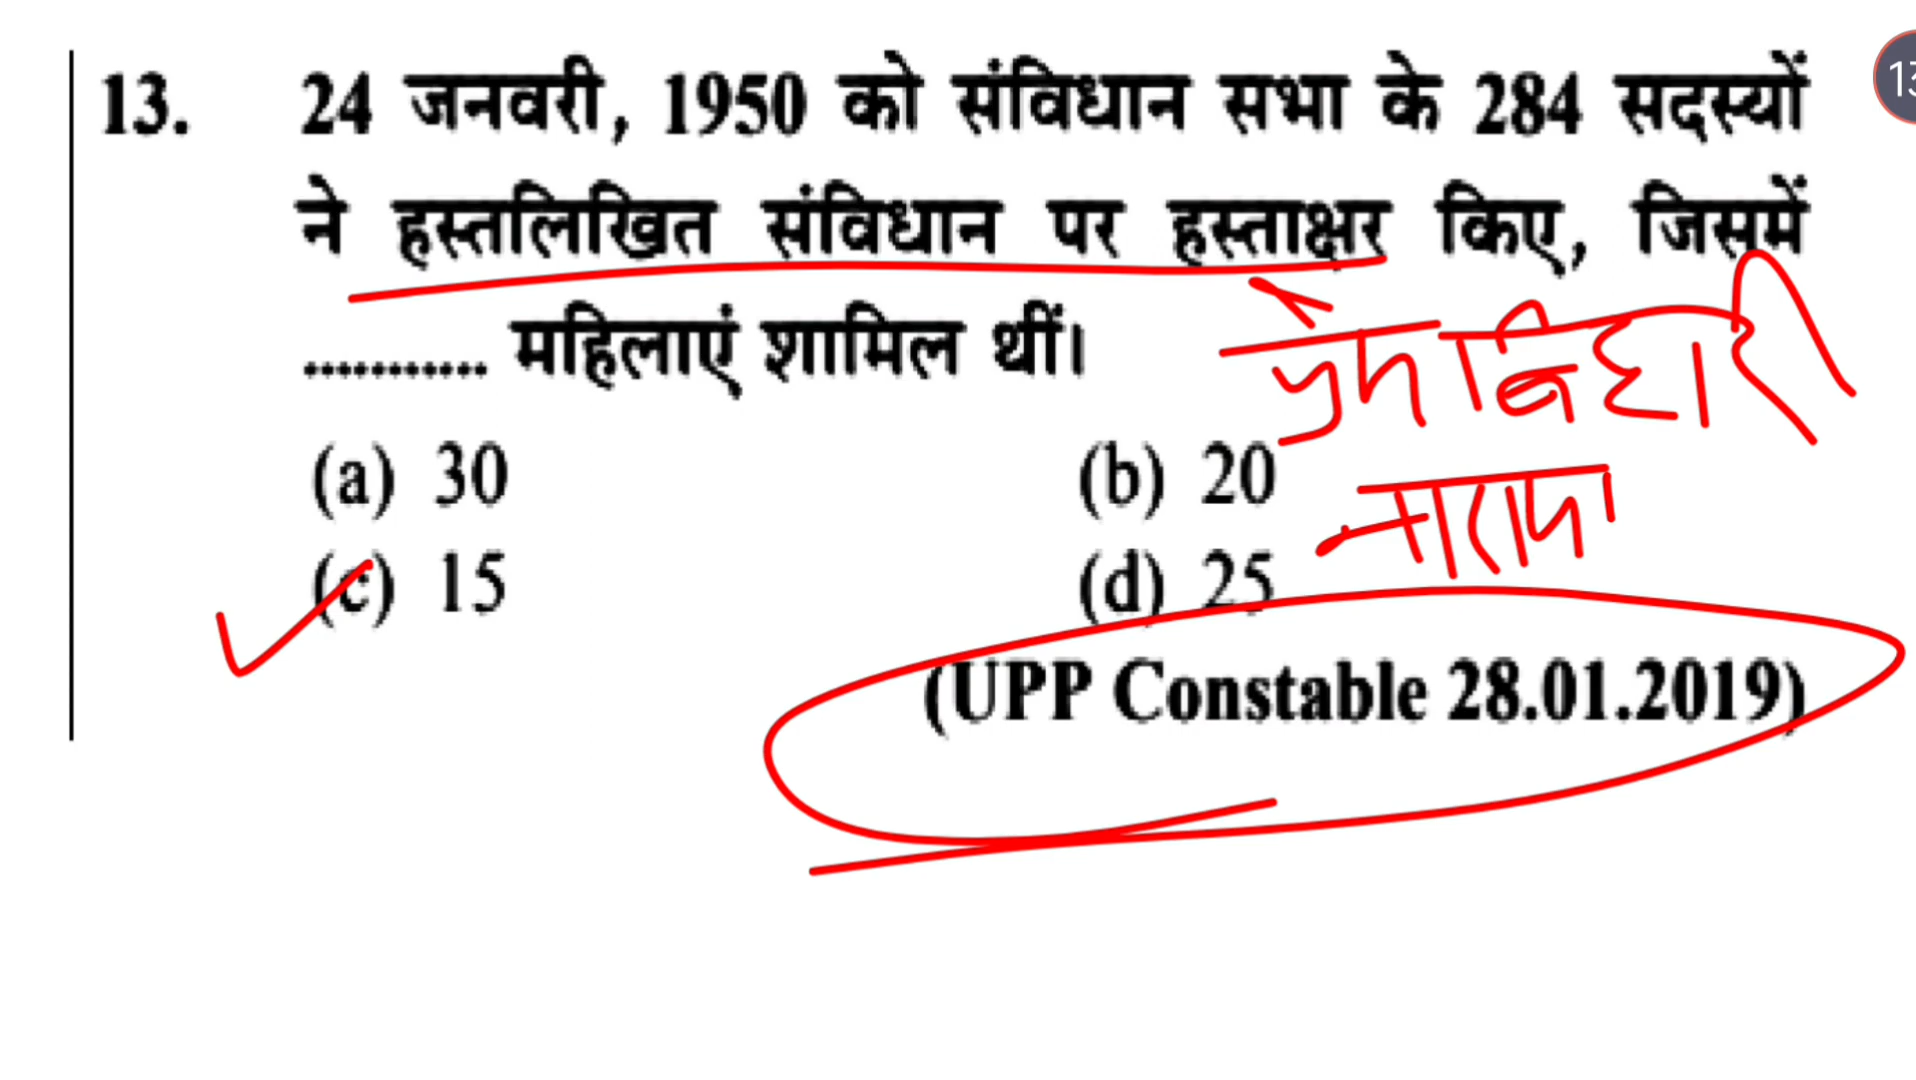 13. 24 जनवरी, 1950 को संविधान सभा के 284 सदस्यों
ने हस्तलिखित संविधान पर हस्ताक्षर किए, जिसमें
........... महिलाएं शामिल थीं।
प्रेम बिहारी
(a) 30 (b) 20
(c) 15 (d) 25
(UPP Constable 28.01.2019)